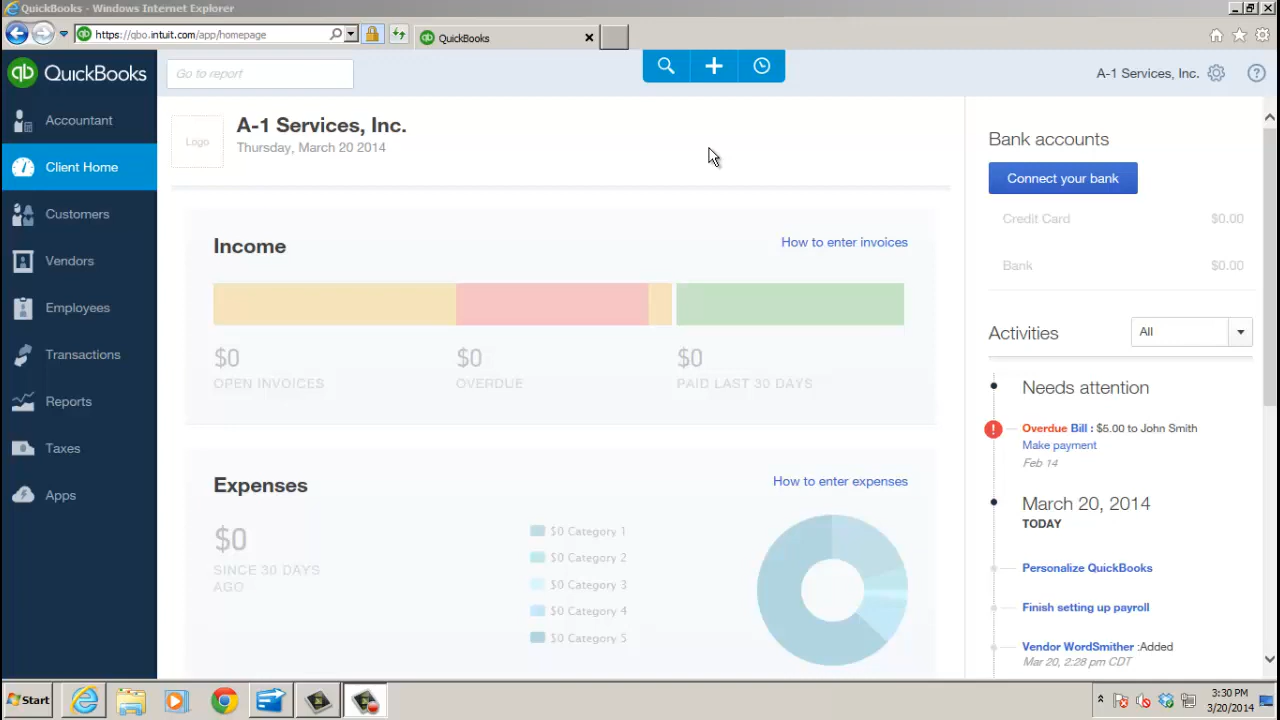 QuickBooks - Windows Internet Explorer
https://qbo.intuit.com/app/homepage
QuickBooks
QuickBooks
Go to report
A-1 Services, Inc.
Accountant
Client Home
Customers
Vendors
Employees
Transactions
Reports
Taxes
Apps
Logo
A-1 Services, Inc.
Thursday, March 20 2014
Income
How to enter invoices
$0
OPEN INVOICES
$0
OVERDUE
$0
PAID LAST 30 DAYS
Expenses
How to enter expenses
$0
SINCE 30 DAYS
AGO
$0 Category 1
$0 Category 2
$0 Category 3
$0 Category 4
$0 Category 5
Bank accounts
Connect your bank
Credit Card $0.00
Bank $0.00
Activities
All
Needs attention
Overdue Bill : $5.00 to John Smith
Make payment
Feb 14
March 20, 2014
TODAY
Personalize QuickBooks
Finish setting up payroll
Vendor WordSmither :Added
Mar 20, 2:28 pm CDT
Start
3:30 PM
3/20/2014